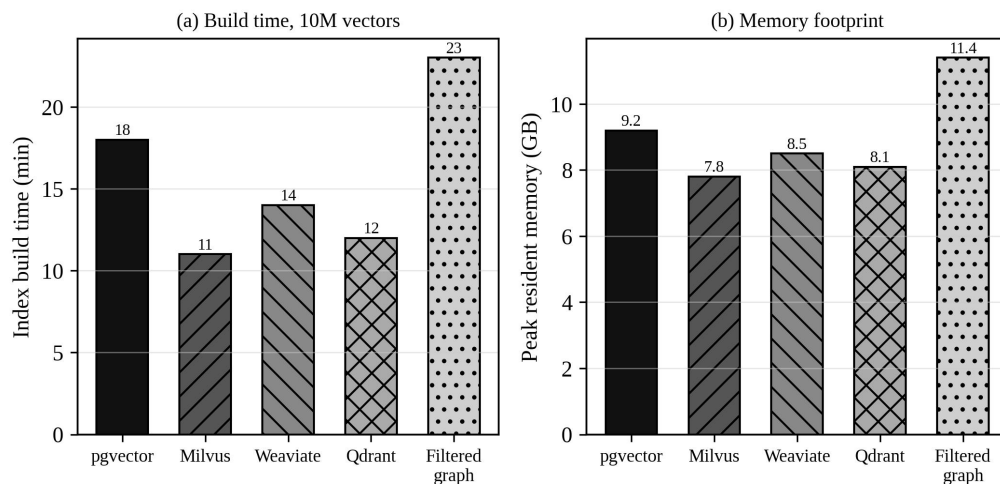 (a) Build time, 10M vectors
Index build time (min)
20
15
10
5
0
18
11
14
12
23
pgvector
Milvus
Weaviate
Qdrant
Filtered
graph
(b) Memory footprint
Peak resident memory (GB)
10
8
6
4
2
0
9.2
7.8
8.5
8.1
11.4
pgvector
Milvus
Weaviate
Qdrant
Filtered
graph